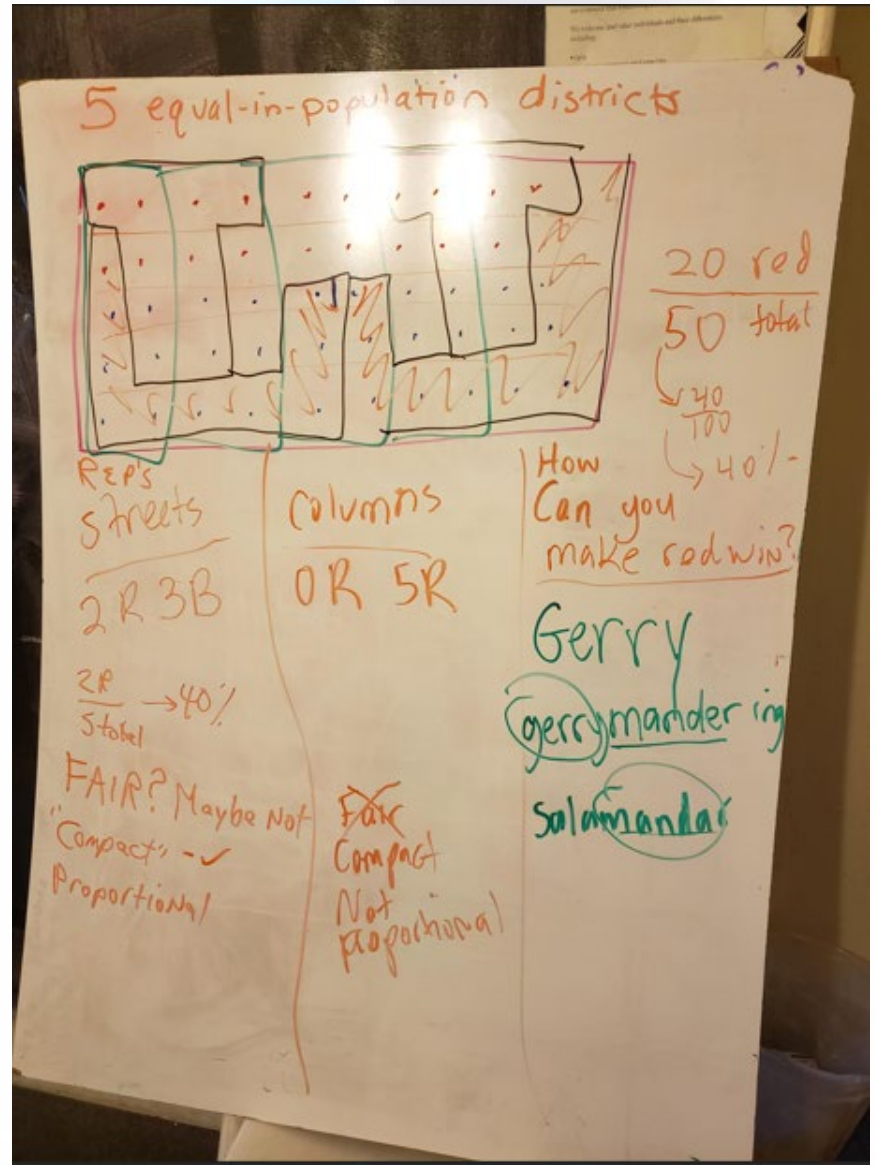 5 equal-in-population districts
20 red
50 total
40
100
40%
REP'S
streets
2R 3B
2R
5 total
→40%
FAIR? Maybe Not
"Compact" - ✓
Proportional
Columns
0R 5R
Fair
Compact
Not
proportional
How
Can you
make red win?
Gerry
gerrymandering
Salamandar